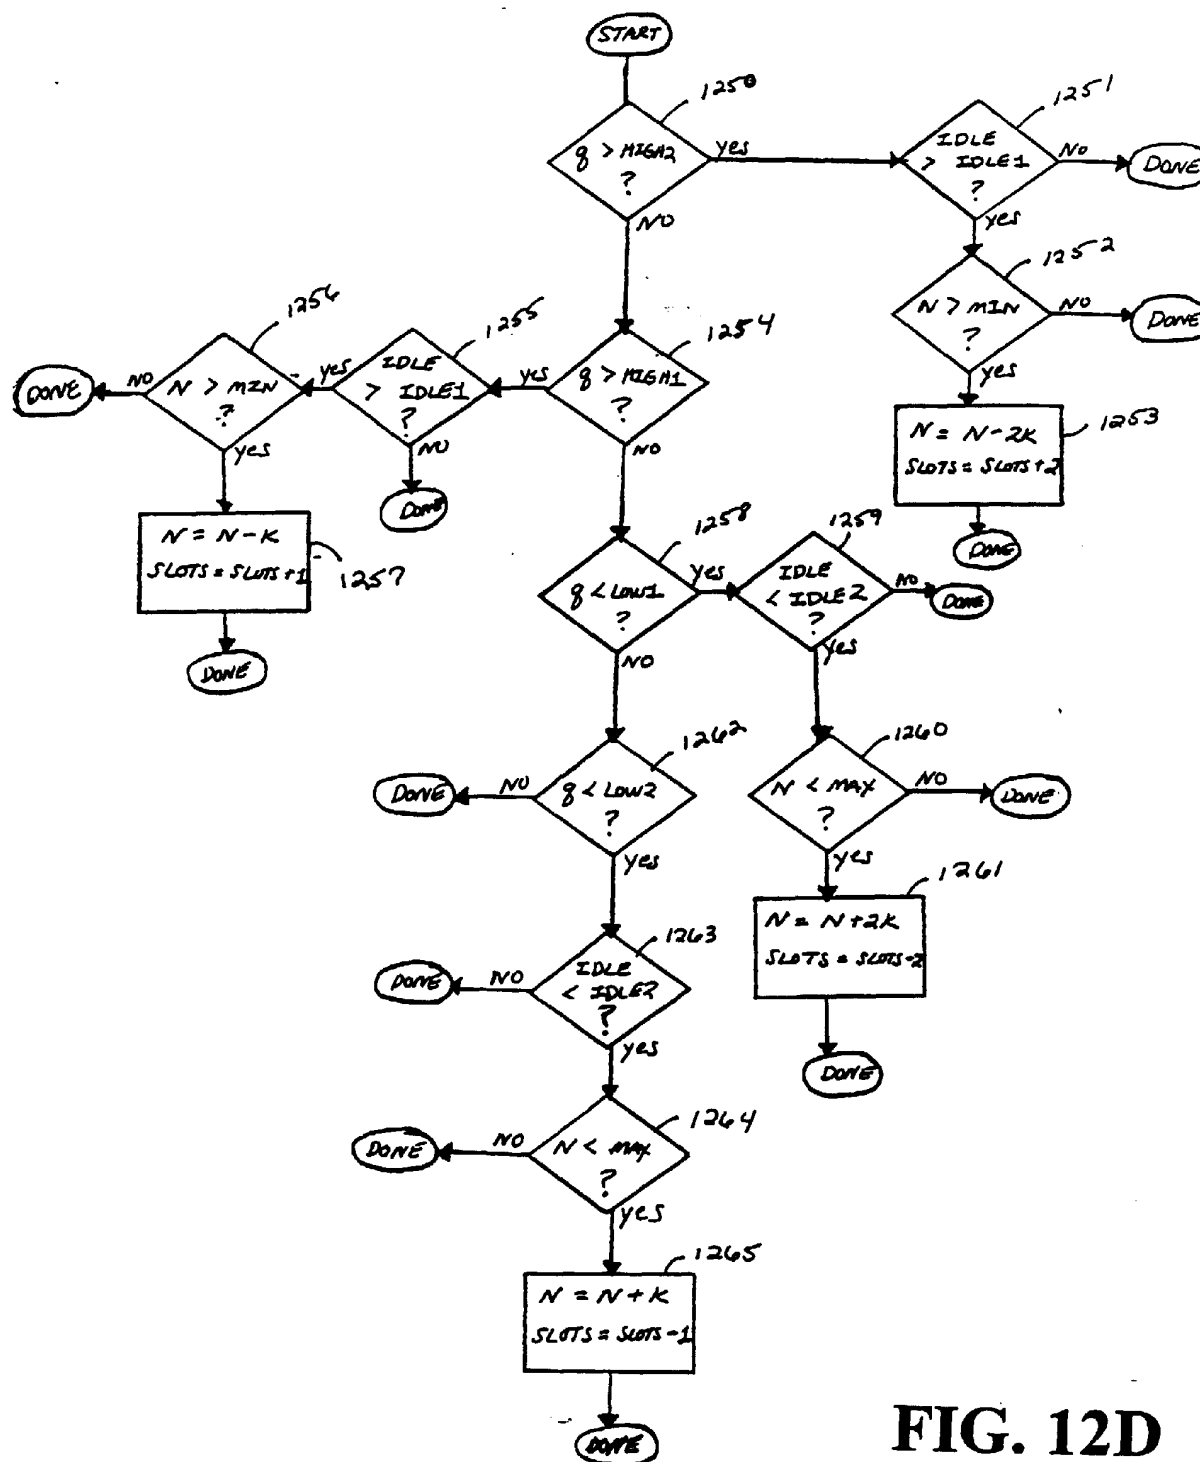 START
1250
q > HIGH2
?
yes
NO
1251
IDLE
> IDLE1
?
NO
DONE
yes
1252
N > MIN
?
NO
DONE
yes
1253
N = N-2K
SLOTS = SLOTS+2
DONE
1254
q > HIGH1
?
yes
NO
1255
IDLE
> IDLE1
?
yes
NO
DONE
1256
N > MIN
?
NO
DONE
yes
1257
N = N-K
SLOTS = SLOTS+1
DONE
1258
q < LOW1
?
yes
NO
1259
IDLE
< IDLE2
?
NO
DONE
yes
1260
N < MAX
?
NO
DONE
yes
1261
N = N+2K
SLOTS = SLOTS-2
DONE
1262
q < LOW2
?
NO
DONE
yes
1263
IDLE
< IDLE2
?
NO
DONE
yes
1264
N < MAX
?
NO
DONE
yes
1265
N = N+K
SLOTS = SLOTS-1
DONE
FIG. 12D